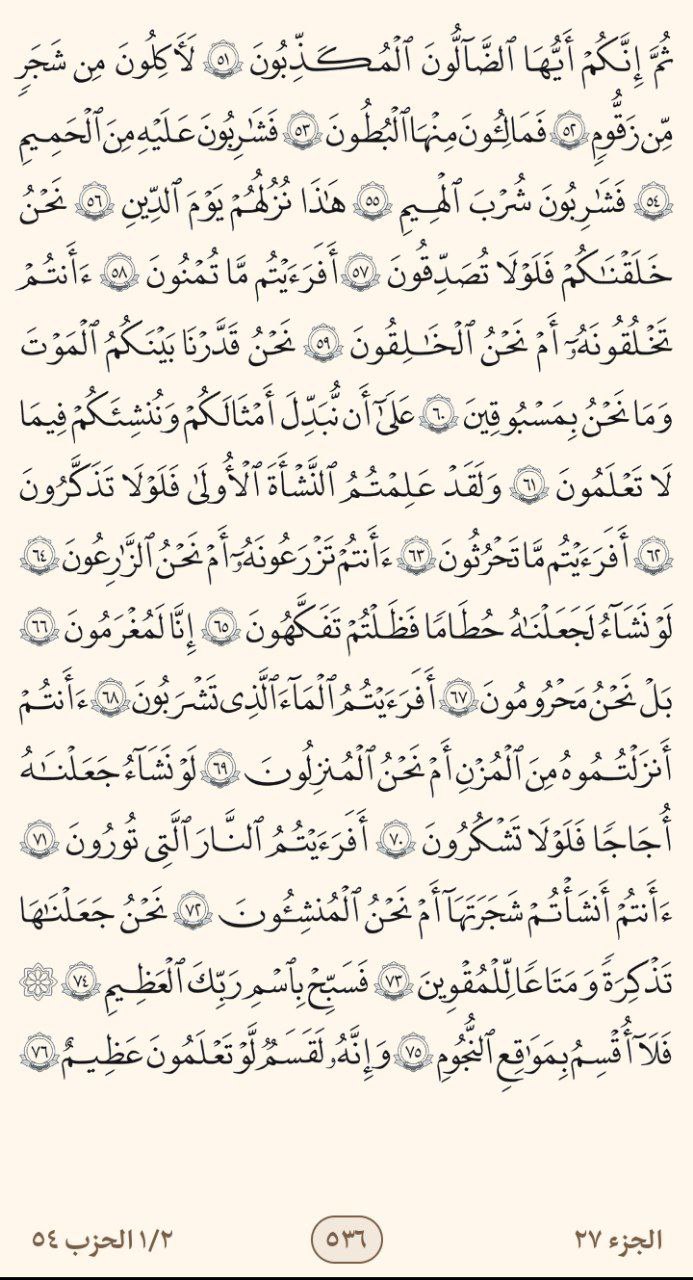 ثُمَّ إِنَّكُمْ أَيُّهَا ٱلضَّآلُّونَ ٱلْمُكَذِّبُونَ ٥١ لَأَكِلُونَ مِن شَجَرٍ
مِّن زَقُّومٍ ٥٢ فَمَالِـُٔونَ مِنْهَا ٱلْبُطُونَ ٥٣ فَشَـٰرِبُونَ عَلَيْهِ مِنَ ٱلْحَمِيمِ
٥٤ فَشَـٰرِبُونَ شُرْبَ ٱلْهِيمِ ٥٥ هَـٰذَا نُزُلُهُمْ يَوْمَ ٱلدِّينِ ٥٦ نَحْنُ
خَلَقْنَـٰكُمْ فَلَوْلَا تُصَدِّقُونَ ٥٧ أَفَرَءَيْتُم مَّا تُمْنُونَ ٥٨ ءَأَنتُمْ
تَخْلُقُونَهُۥٓ أَمْ نَحْنُ ٱلْخَـٰلِقُونَ ٥٩ نَحْنُ قَدَّرْنَا بَيْنَكُمُ ٱلْمَوْتَ
وَمَا نَحْنُ بِمَسْبُوقِينَ ٦٠ عَلَىٰٓ أَن نُّبَدِّلَ أَمْثَـٰلَكُمْ وَنُنشِئَكُمْ فِيمَا
لَا تَعْلَمُونَ ٦١ وَلَقَدْ عَلِمْتُمُ ٱلنَّشْأَةَ ٱلْأُولَىٰ فَلَوْلَا تَذَكَّرُونَ
٦٢ أَفَرَءَيْتُم مَّا تَحْرُثُونَ ٦٣ ءَأَنتُمْ تَزْرَعُونَهُۥٓ أَمْ نَحْنُ ٱلزَّٰرِعُونَ ٦٤
لَوْ نَشَآءُ لَجَعَلْنَـٰهُ حُطَـٰمًا فَظَلْتُمْ تَفَكَّهُونَ ٦٥ إِنَّا لَمُغْرَمُونَ ٦٦
بَلْ نَحْنُ مَحْرُومُونَ ٦٧ أَفَرَءَيْتُمُ ٱلْمَآءَ ٱلَّذِى تَشْرَبُونَ ٦٨ ءَأَنتُمْ
أَنزَلْتُمُوهُ مِنَ ٱلْمُزْنِ أَمْ نَحْنُ ٱلْمُنزِلُونَ ٦٩ لَوْ نَشَآءُ جَعَلْنَـٰهُ
أُجَاجًا فَلَوْلَا تَشْكُرُونَ ٧٠ أَفَرَءَيْتُمُ ٱلنَّارَ ٱلَّتِى تُورُونَ ٧١
ءَأَنتُمْ أَنشَأْتُمْ شَجَرَتَهَآ أَمْ نَحْنُ ٱلْمُنشِـُٔونَ ٧٢ نَحْنُ جَعَلْنَـٰهَا
تَذْكِرَةً وَمَتَـٰعًا لِّلْمُقْوِينَ ٧٣ فَسَبِّحْ بِٱسْمِ رَبِّكَ ٱلْعَظِيمِ ٧٤ ۞
فَلَآ أُقْسِمُ بِمَوَٰقِعِ ٱلنُّجُومِ ٧٥ وَإِنَّهُۥ لَقَسَمٌ لَّوْ تَعْلَمُونَ عَظِيمٌ ٧٦
الجزء ٢٧
٥٣٦
١/٢ الحزب ٥٤